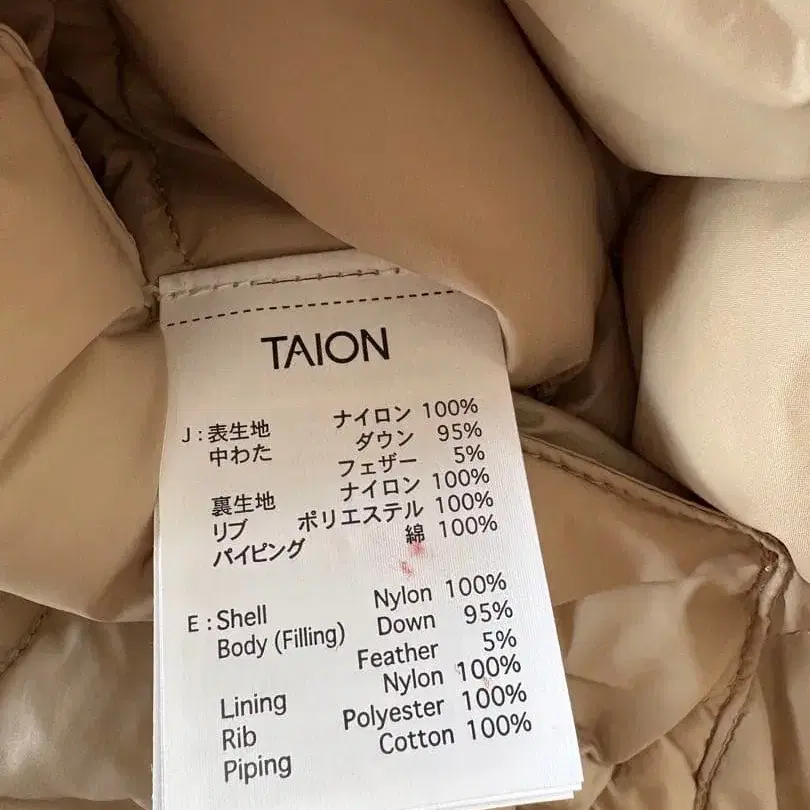 TAION
J : 表生地 ナイロン 100%
中わた ダウン 95%
フェザー 5%
裏生地 ナイロン 100%
リブ ポリエステル 100%
パイピング 綿 100%
E : Shell Nylon 100%
Body (Filling) Down 95%
Feather 5%
Lining Nylon 100%
Rib Polyester 100%
Piping Cotton 100%